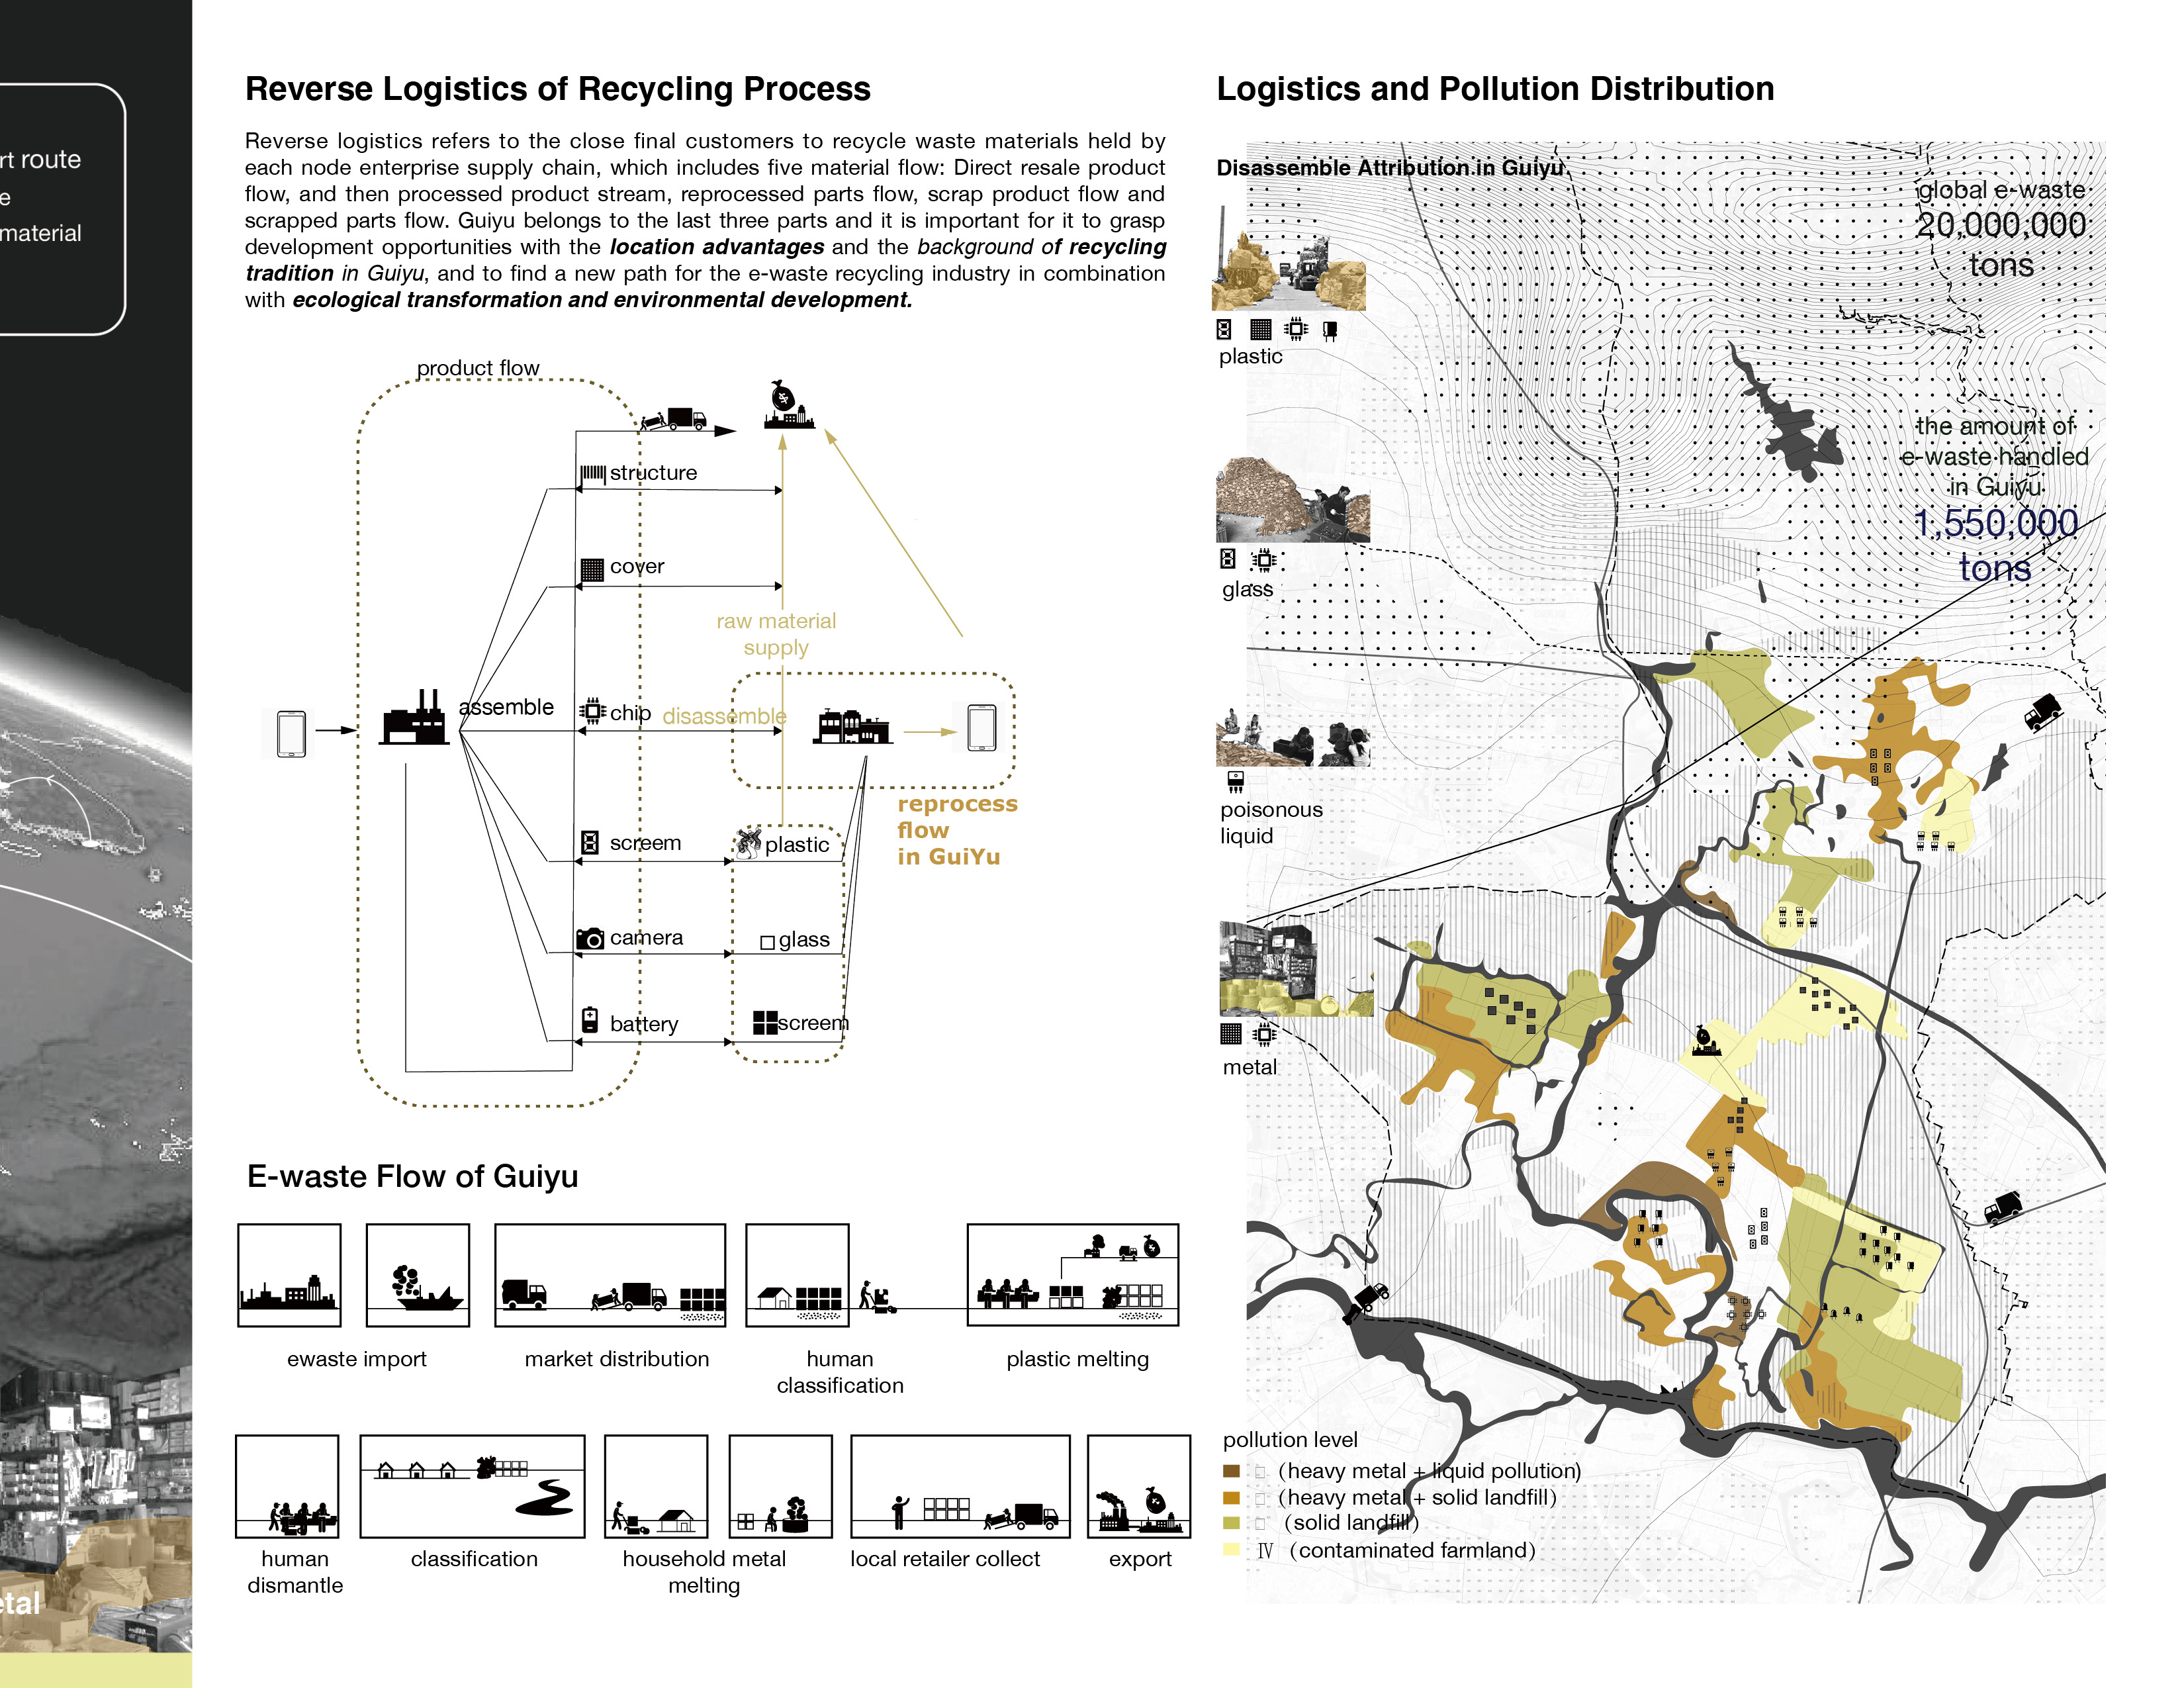 rt route
e
material
etal
Reverse Logistics of Recycling Process
Reverse logistics refers to the close final customers to recycle waste materials held by
each node enterprise supply chain, which includes five material flow: Direct resale product
flow, and then processed product stream, reprocessed parts flow, scrap product flow and
scrapped parts flow. Guiyu belongs to the last three parts and it is important for it to grasp
development opportunities with the location advantages and the background of recycling
tradition in Guiyu, and to find a new path for the e-waste recycling industry in combination
with ecological transformation and environmental development.
product flow
structure
cover
raw material
supply
assemble
chip
disassemble
reprocess
flow
in GuiYu
screem
plastic
camera
glass
battery
screem
E-waste Flow of Guiyu
ewaste import
market distribution
human
classification
plastic melting
human
dismantle
classification
household metal
melting
local retailer collect
export
Logistics and Pollution Distribution
Disassemble Attribution in Guiyu
global e-waste
20,000,000
tons
plastic
the amount of
e-waste handled
in Guiyu
1,550,000
tons
glass
poisonous
liquid
metal
pollution level
(heavy metal + liquid pollution)
(heavy metal + solid landfill)
(solid landfill)
IV (contaminated farmland)